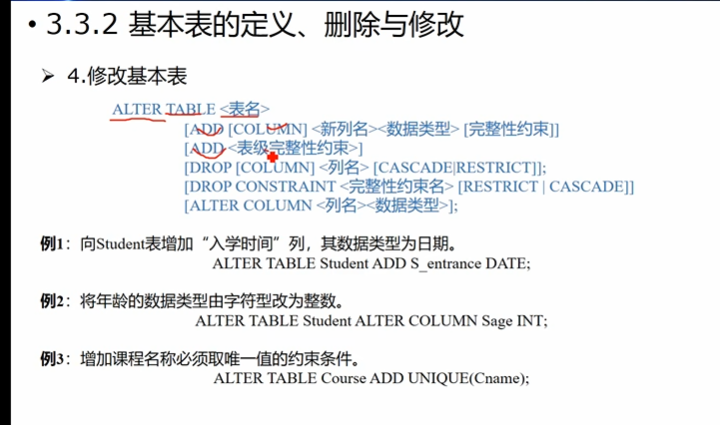 • 3.3.2 基本表的定义、删除与修改
➢ 4.修改基本表
ALTER TABLE <表名>
[ADD [COLUMN] <新列名><数据类型> [完整性约束]]
[ADD <表级完整性约束>]
[DROP [COLUMN] <列名> [CASCADE|RESTRICT]];
[DROP CONSTRAINT <完整性约束名> [RESTRICT | CASCADE]]
[ALTER COLUMN <列名><数据类型>];
例1：向Student表增加“入学时间”列，其数据类型为日期。
ALTER TABLE Student ADD S_entrance DATE;
例2：将年龄的数据类型由字符型改为整数。
ALTER TABLE Student ALTER COLUMN Sage INT;
例3：增加课程名称必须取唯一值的约束条件。
ALTER TABLE Course ADD UNIQUE(Cname);